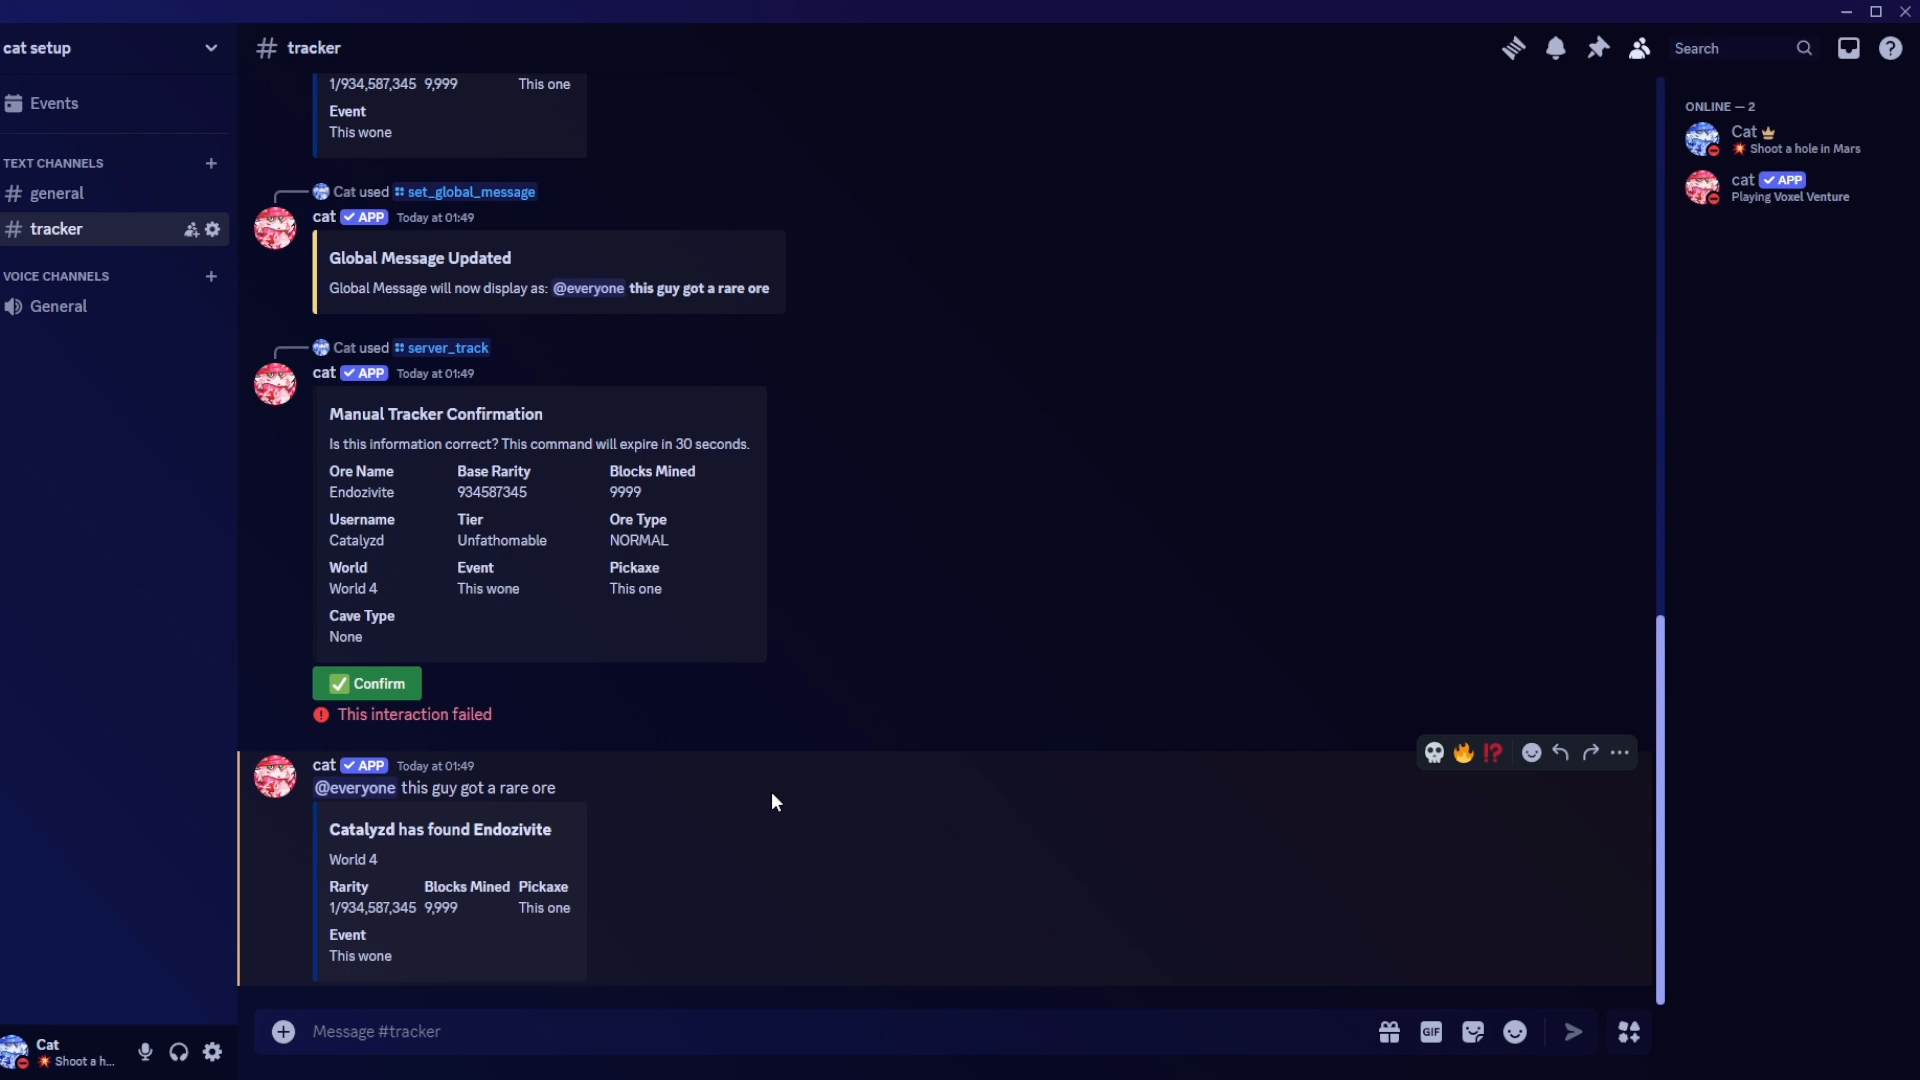 cat setup
Events
TEXT CHANNELS
general
tracker
VOICE CHANNELS
General
# tracker
Search
1/934,587,345 9,999 This one
Event
This wone
Cat used set_global_message
cat APP Today at 01:49
Global Message Updated
Global Message will now display as: @everyone this guy got a rare ore
Cat used server_track
cat APP Today at 01:49
Manual Tracker Confirmation
Is this information correct? This command will expire in 30 seconds.
Ore Name Base Rarity Blocks Mined
Endozivite 934587345 9999
Username Tier Ore Type
Catalyzd Unfathomable NORMAL
World Event Pickaxe
World 4 This wone This one
Cave Type
None
Confirm
This interaction failed
cat APP Today at 01:49
@everyone this guy got a rare ore
Catalyzd has found Endozivite
World 4
Rarity Blocks Mined Pickaxe
1/934,587,345 9,999 This one
Event
This wone
Message #tracker
GIF
ONLINE — 2
Cat
Shoot a hole in Mars
cat APP
Playing Voxel Venture
Cat
Shoot a h...